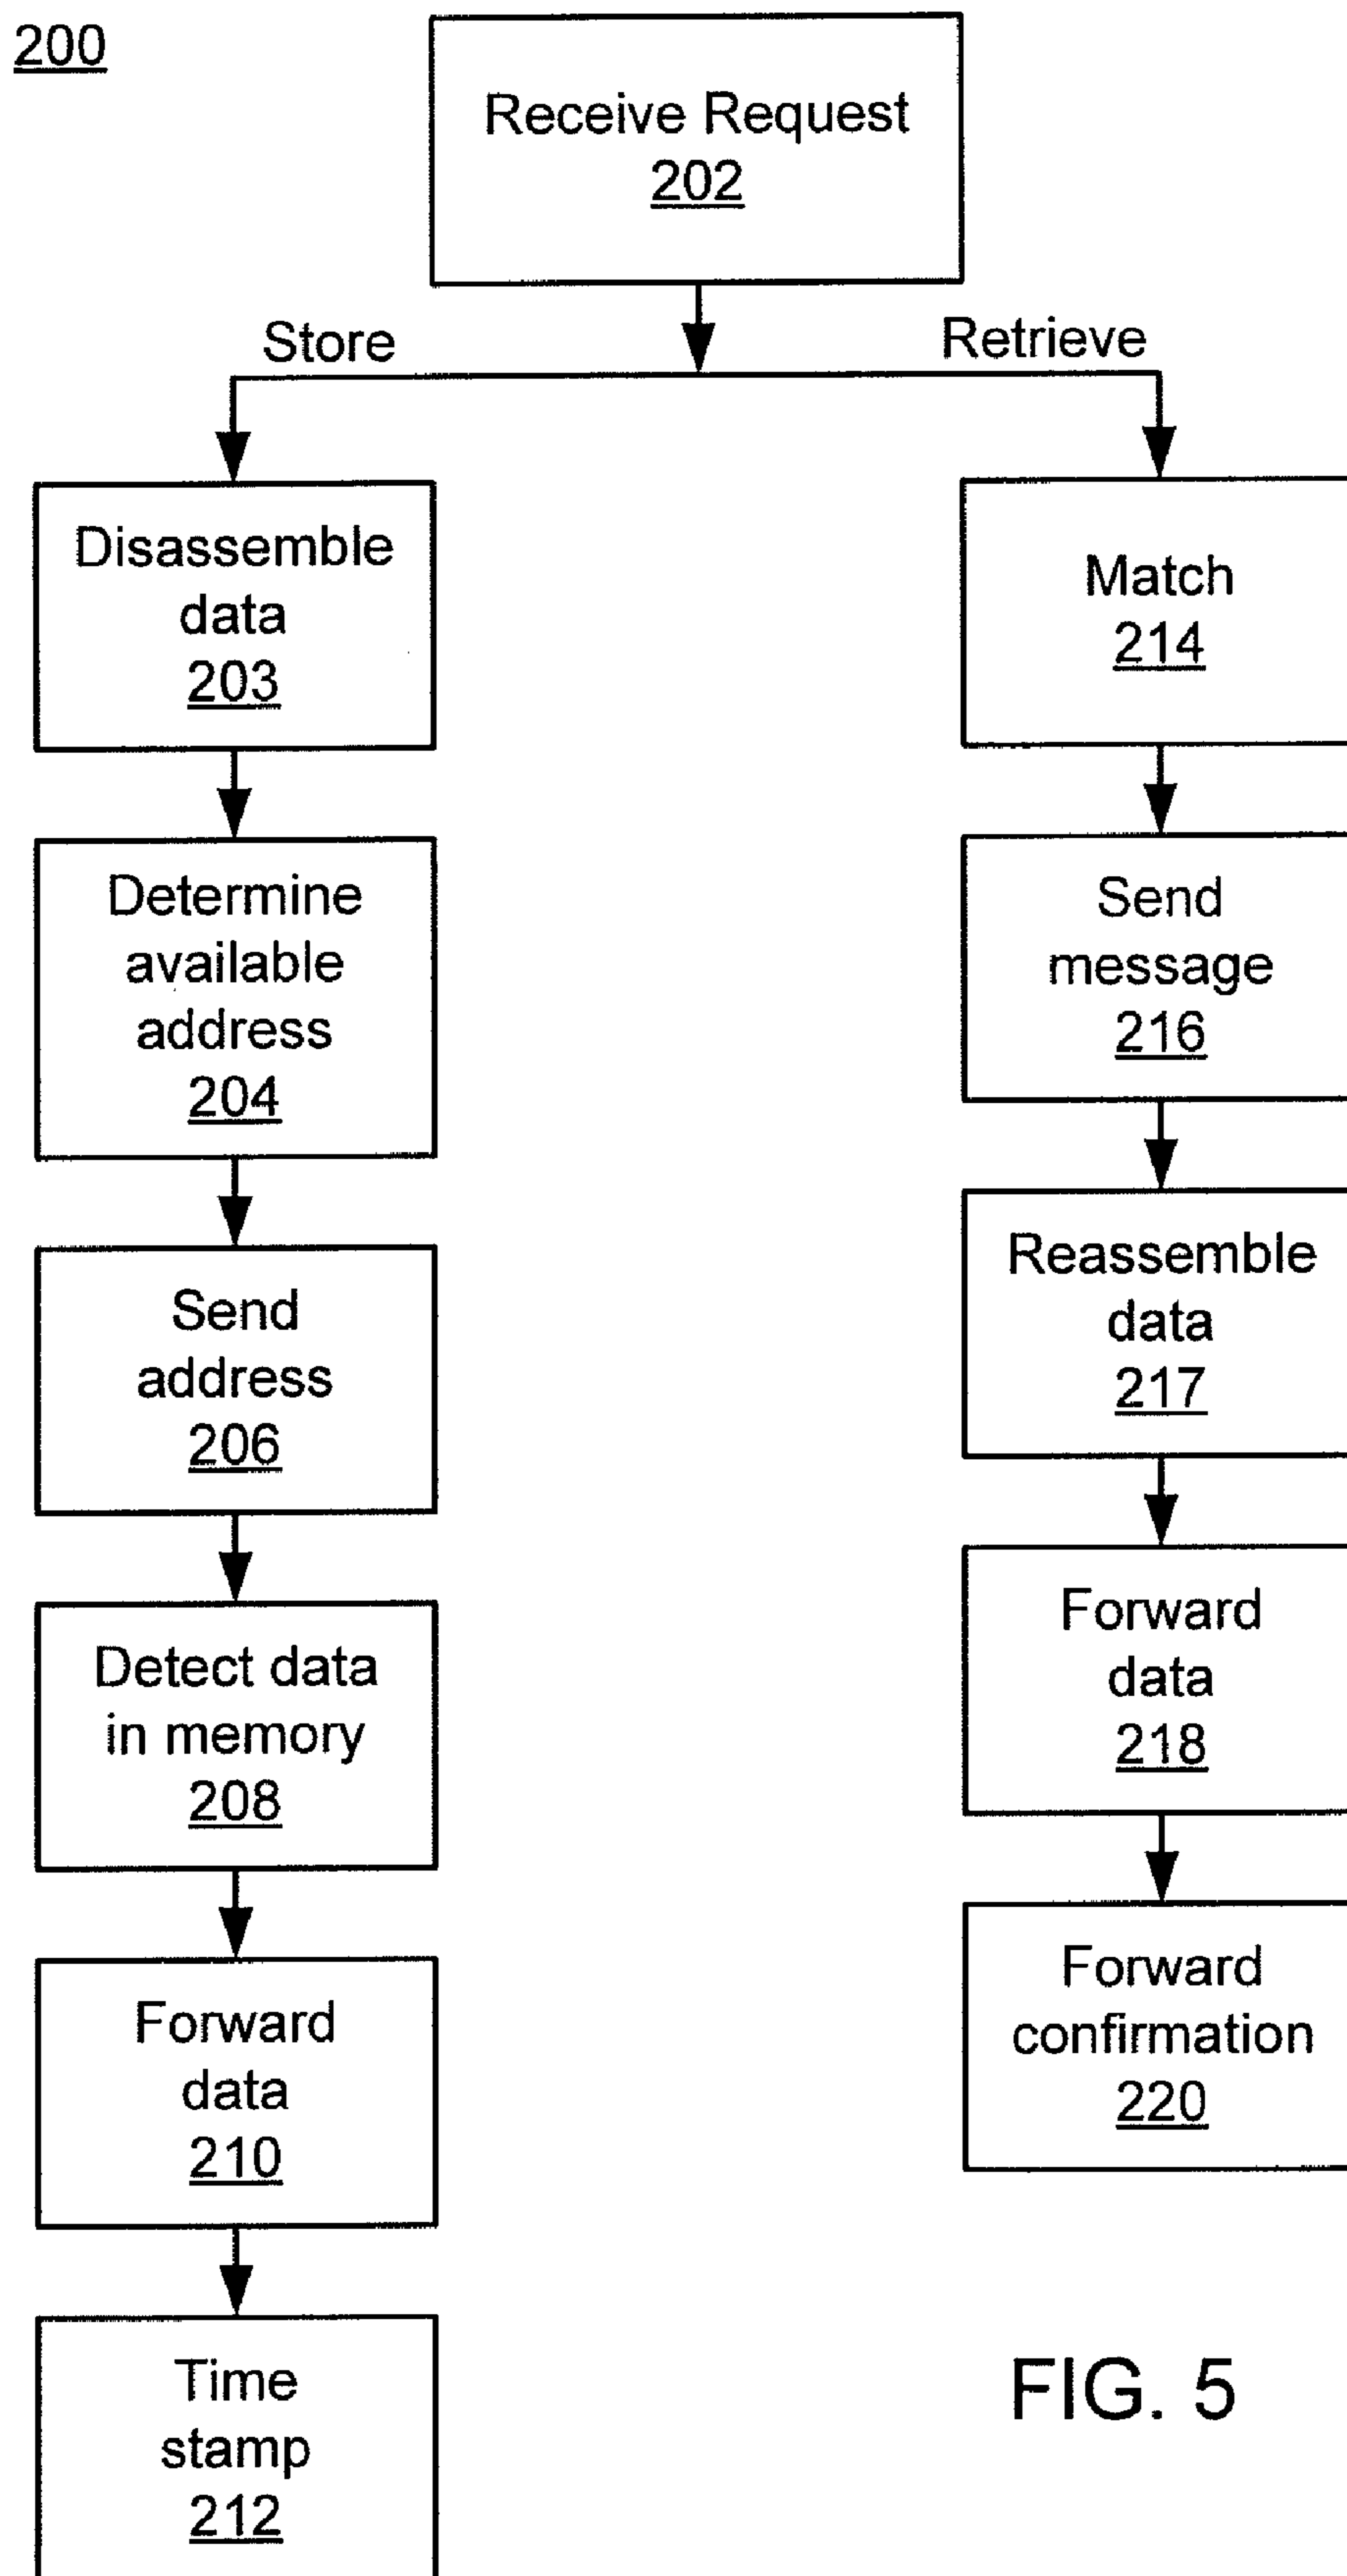 200
Receive Request
202
Store
Retrieve
Disassemble
data
203
Determine
available
address
204
Send
address
206
Detect data
in memory
208
Forward
data
210
Time
stamp
212
Match
214
Send
message
216
Reassemble
data
217
Forward
data
218
Forward
confirmation
220
FIG. 5